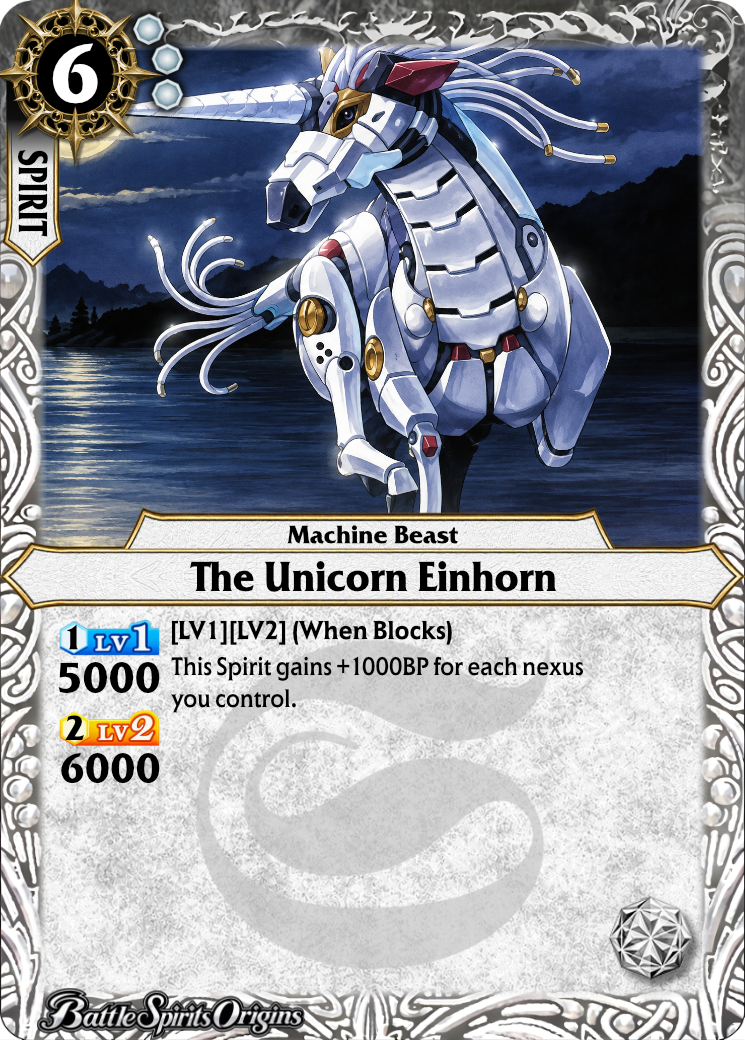 6
SPIRIT
Machine Beast
The Unicorn Einhorn
1 LV1
5000
[LV1][LV2] (When Blocks)
This Spirit gains +1000BP for each nexus
you control.
2 LV2
6000
Battle Spirits Origins